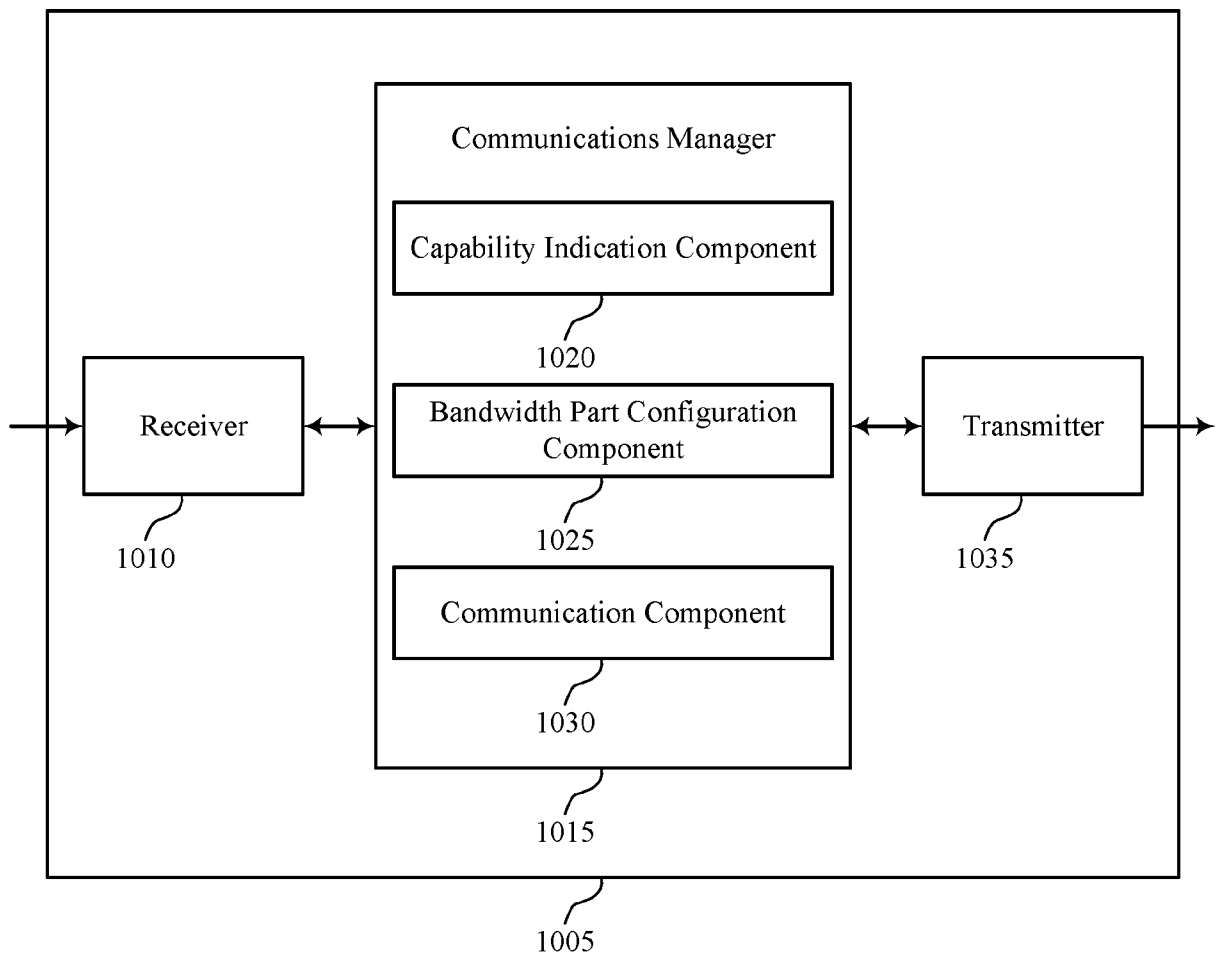 Communications Manager
Capability Indication Component
1020
Receiver
1010
Bandwidth Part Configuration
Component
1025
Transmitter
1035
Communication Component
1030
1015
1005